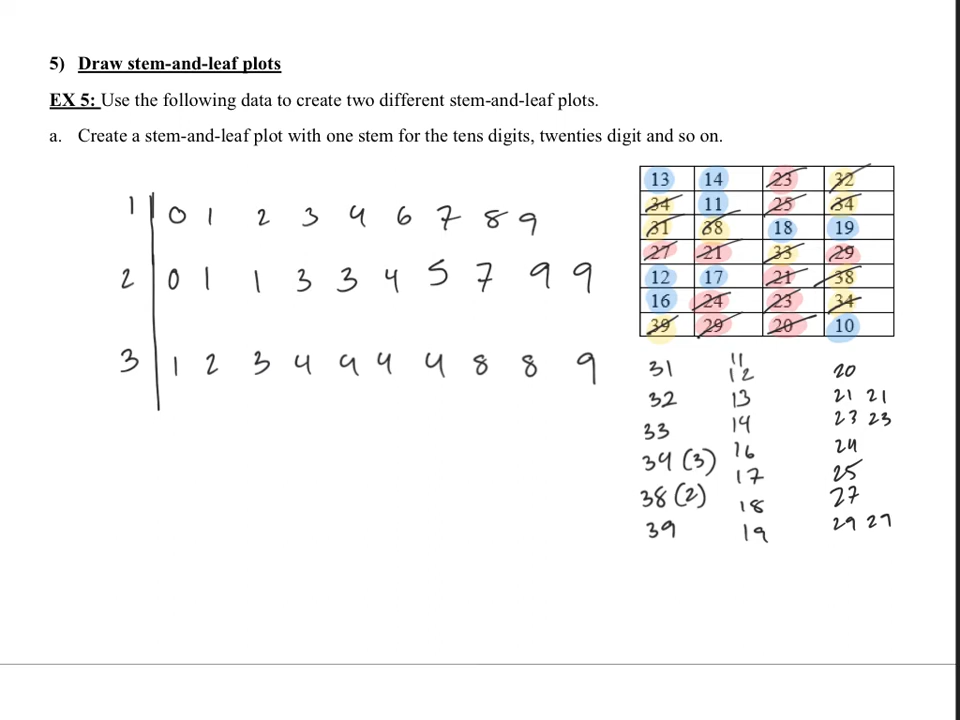 5) Draw stem-and-leaf plots
EX 5: Use the following data to create two different stem-and-leaf plots.
a. Create a stem-and-leaf plot with one stem for the tens digits, twenties digit and so on.
1 | 0 1 2 3 4 6 7 8 9
2 | 0 1 1 3 3 4 5 7 9 9
3 | 1 2 3 4 4 4 4 8 8 9
13 14 23 32
34 11 25 34
31 38 18 19
27 21 33 29
12 17 21 38
16 24 23 34
39 29 20 10
31
32
33
34 (3)
38 (2)
39
11
12
13
14
16
17
18
19
20
21 21
23 23
24
25
27
29 29